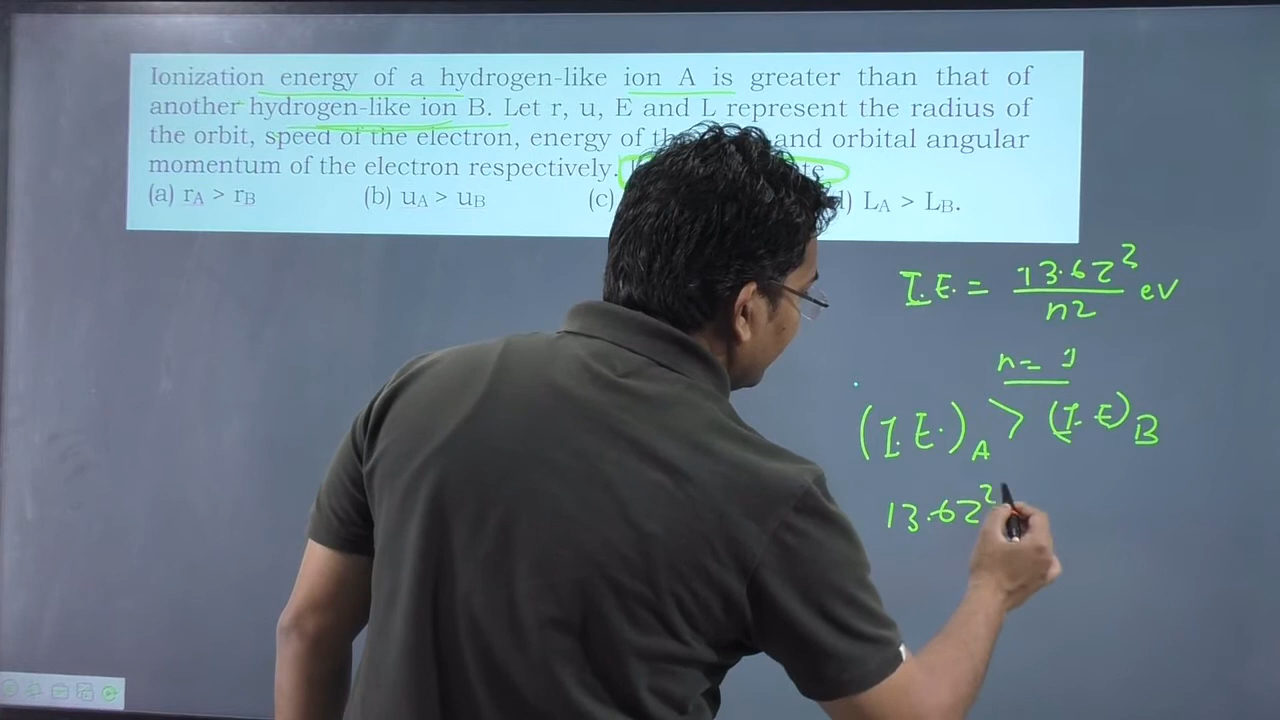 Ionization energy of a hydrogen-like ion A is greater than that of
another hydrogen-like ion B. Let r, u, E and L represent the radius of
the orbit, speed of the electron, energy of and orbital angular
momentum of the electron respectively.
(a) rA > rB (b) uA > uB (c) LA > LB.
I.E. = 13.6Z² / n2 ev
n = 1
(I.E.)A > (I.E)B
13.6Z²